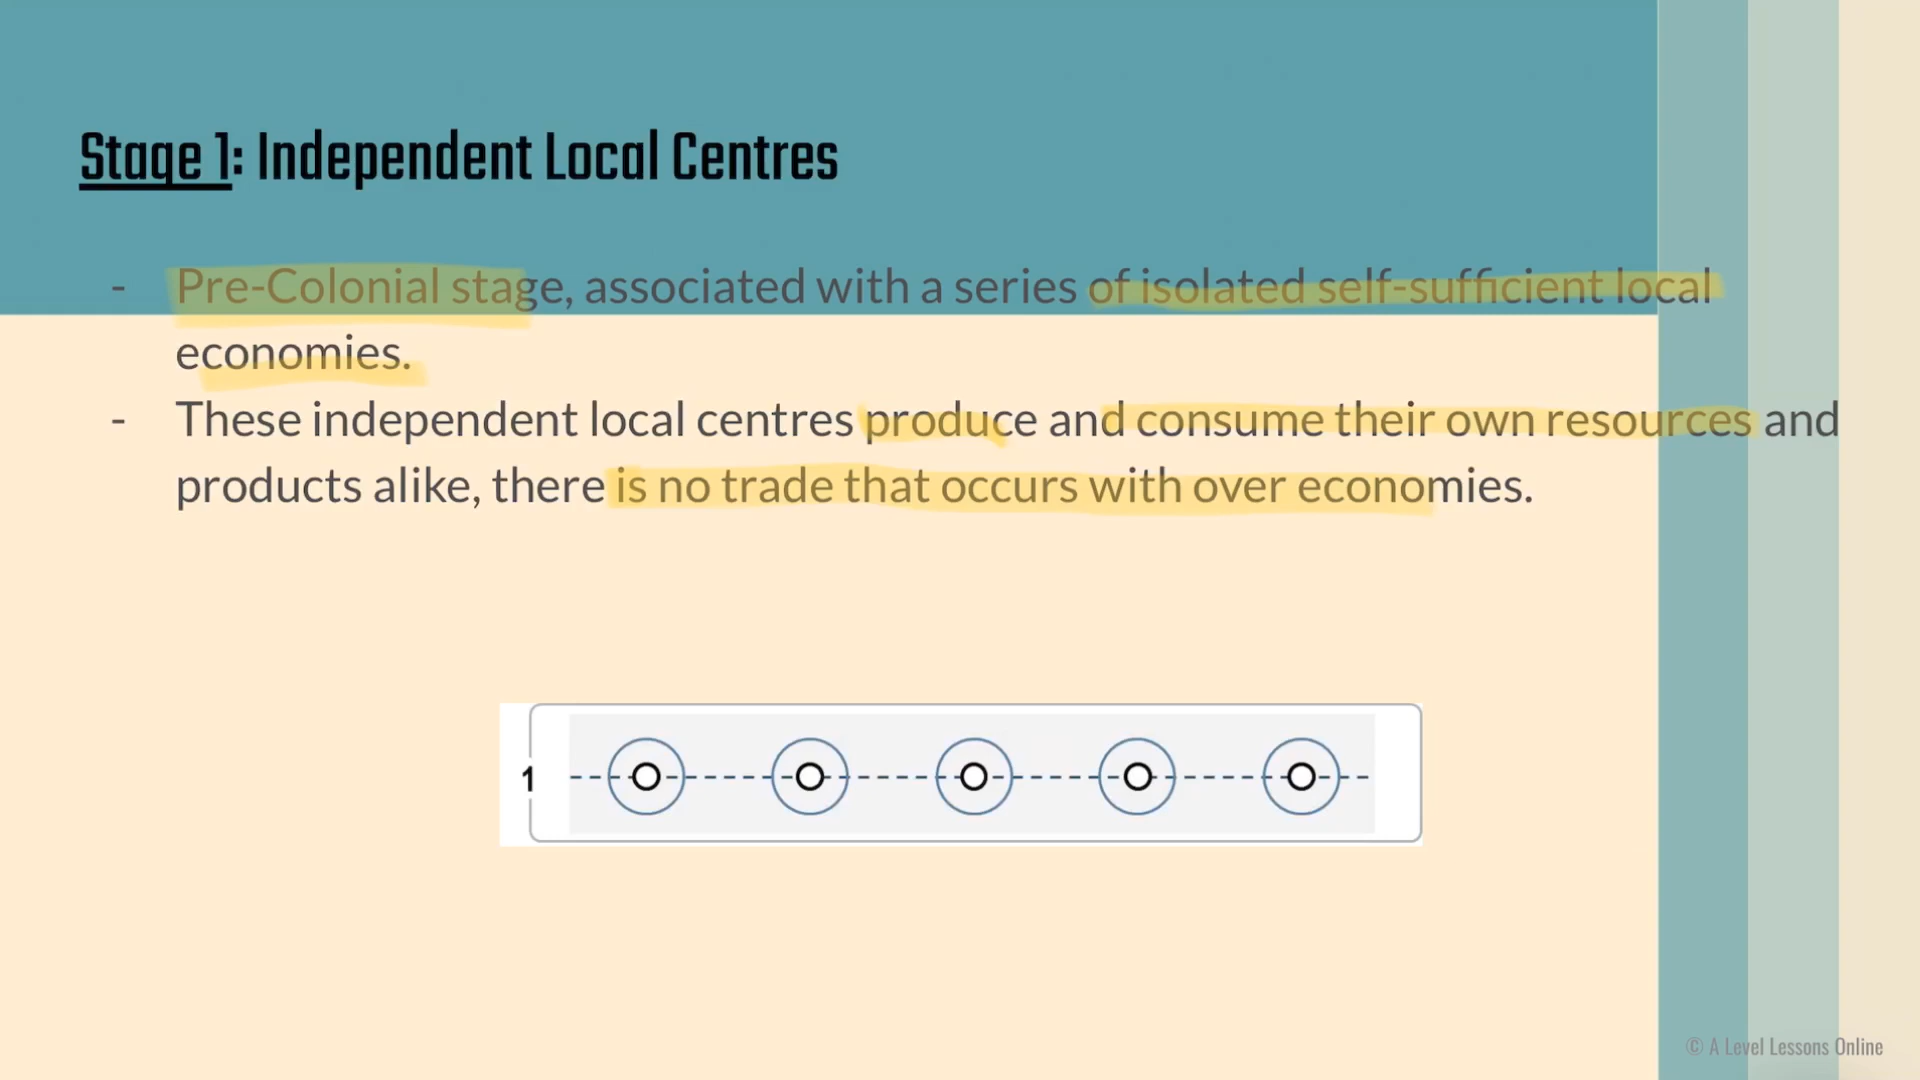 Stage 1: Independent Local Centres
- Pre-Colonial stage, associated with a series of isolated self-sufficient local
economies.
- These independent local centres produce and consume their own resources and
products alike, there is no trade that occurs with over economies.
1
© A Level Lessons Online